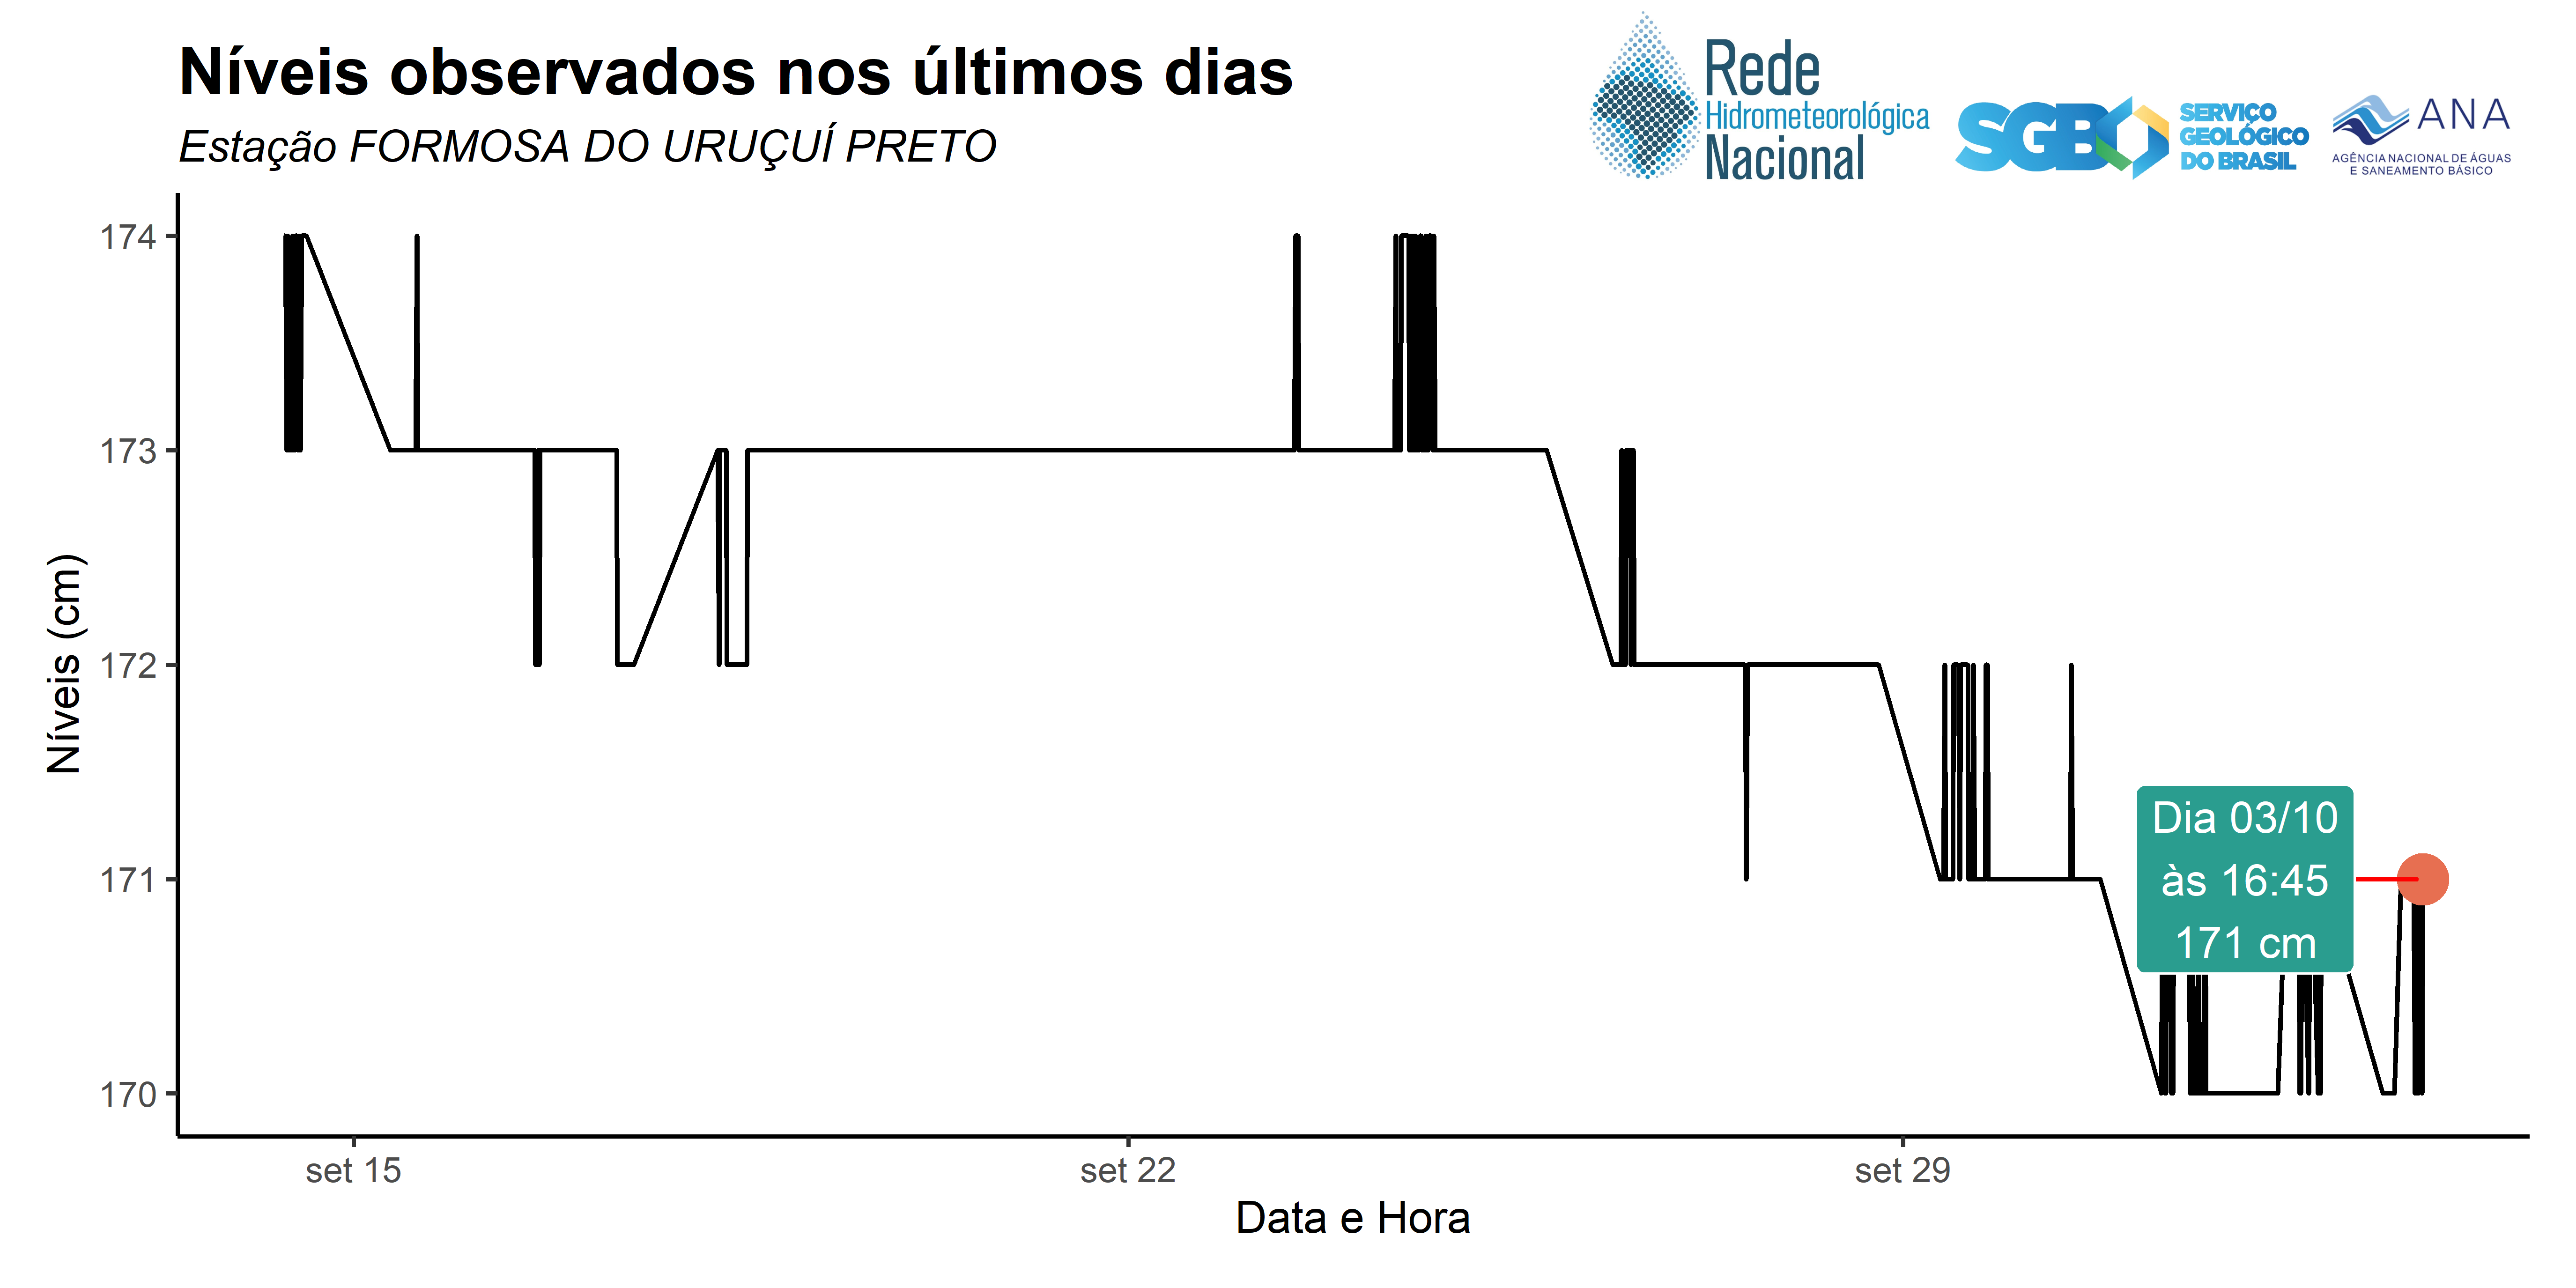 Níveis observados nos últimos dias
Estação FORMOSA DO URUÇUÍ PRETO
Rede
Hidrometeorológica
Nacional
SGB
SERVIÇO
GEOLÓGICO
DO BRASIL
ANA
AGÊNCIA NACIONAL DE ÁGUAS
E SANEAMENTO BÁSICO
Níveis (cm)
174
173
172
171
170
Dia 03/10
às 16:45
171 cm
set 15
set 22
set 29
Data e Hora